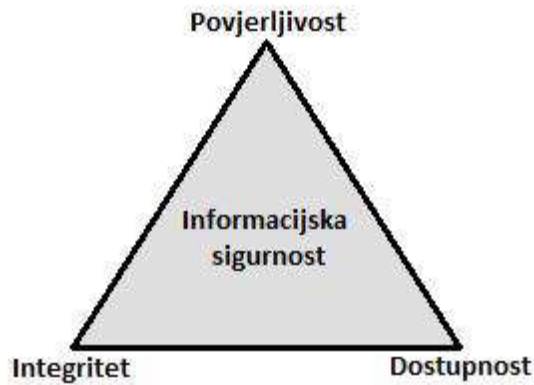 Povjerljivost
Informacijska
sigurnost
Integritet
Dostupnost